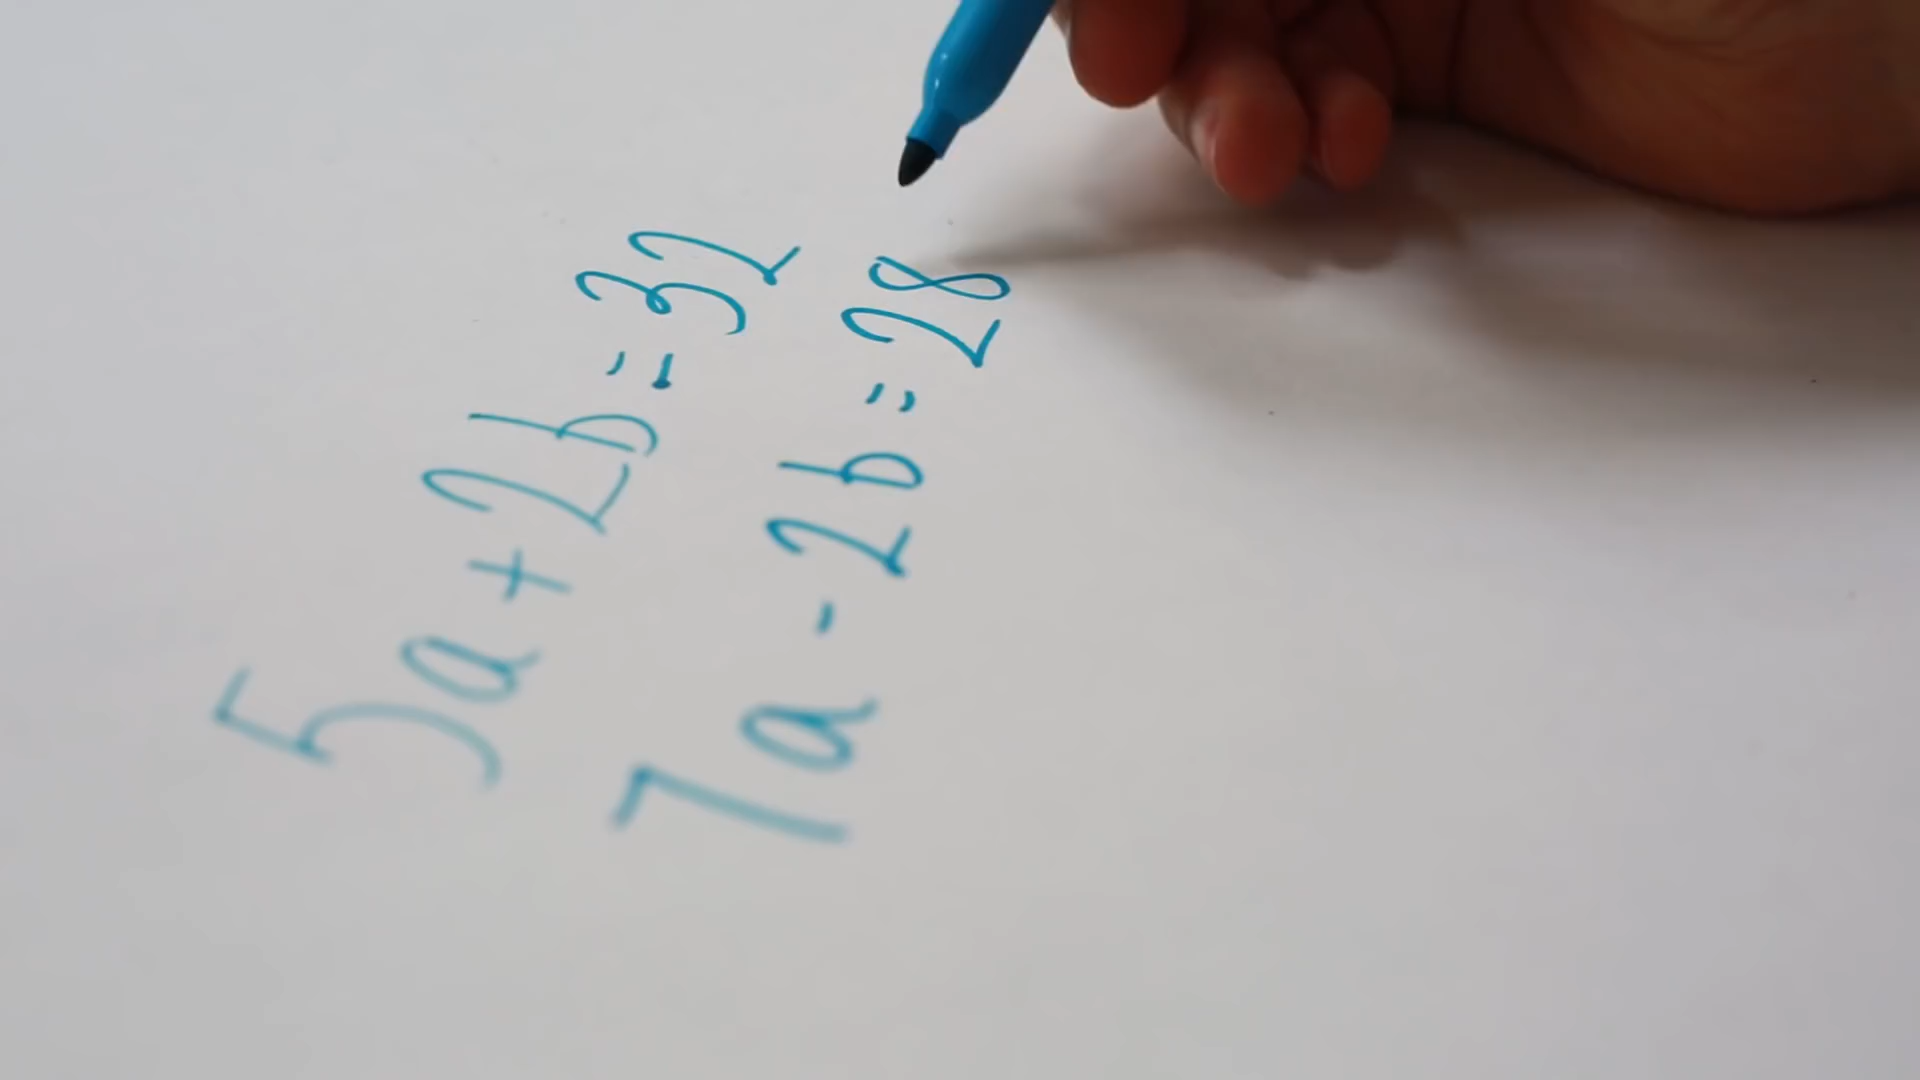 5a + 2b = 32
7a - 2b = 28